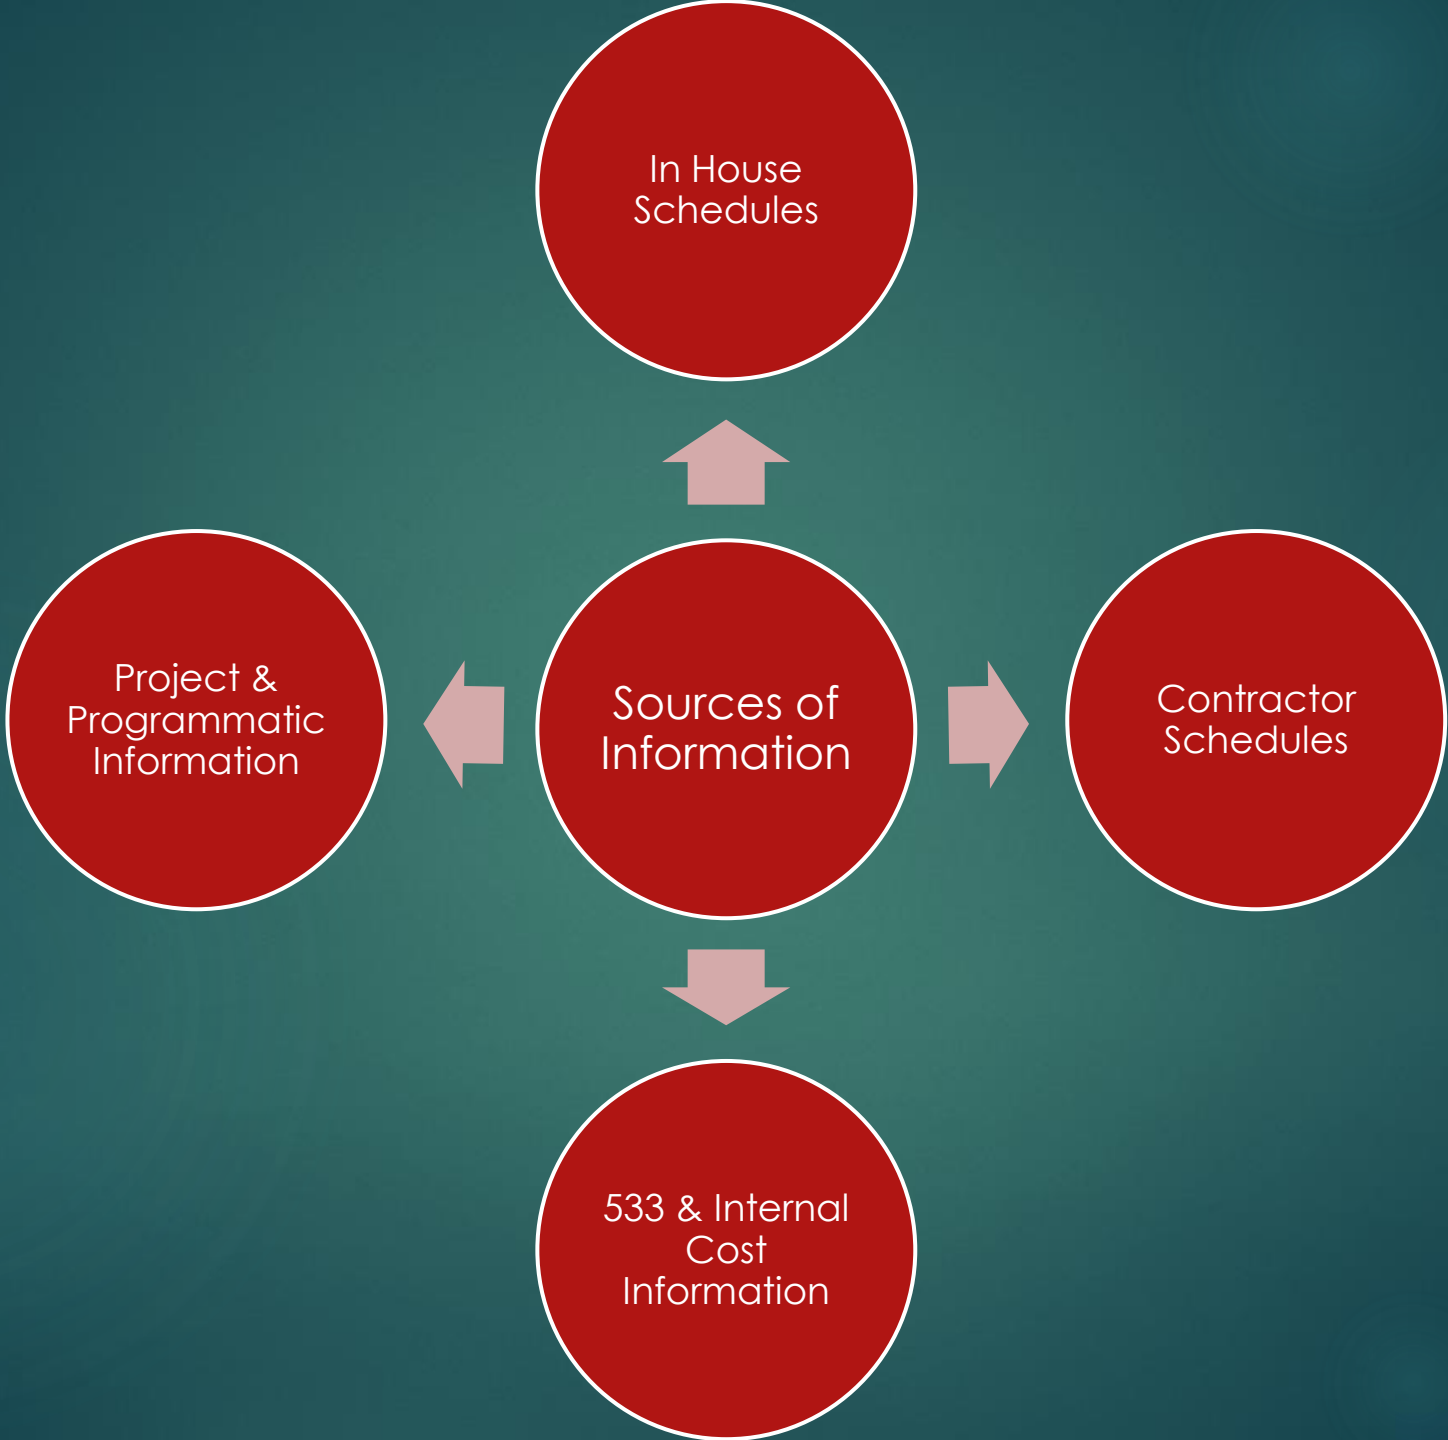 In House
Schedules
Project &
Programmatic
Information
Sources of
Information
Contractor
Schedules
533 & Internal
Cost
Information